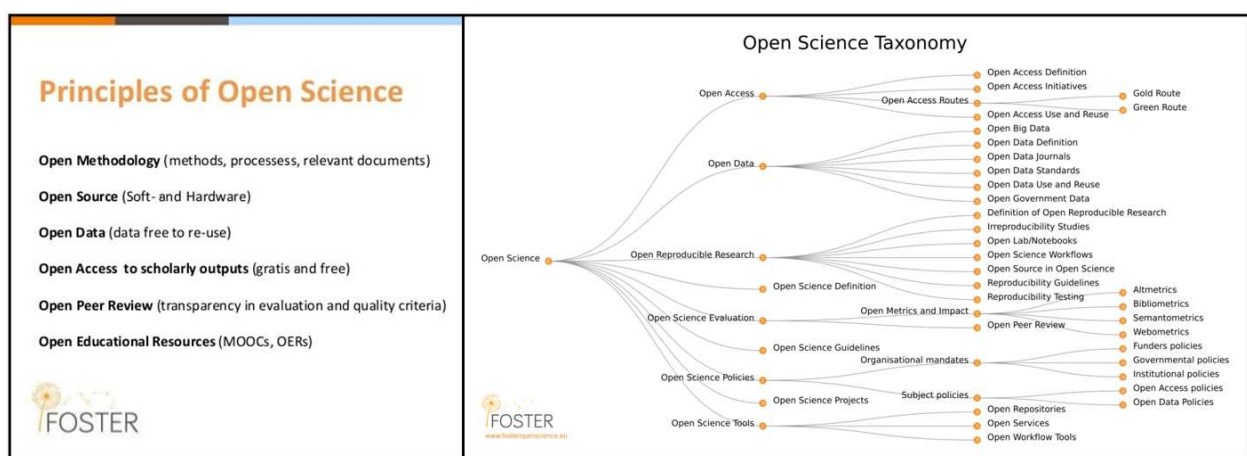 Principles of Open Science
Open Methodology (methods, processess, relevant documents)
Open Source (Soft- and Hardware)
Open Data (data free to re-use)
Open Access to scholarly outputs (gratis and free)
Open Peer Review (transparency in evaluation and quality criteria)
Open Educational Resources (MOOCs, OERs)
FOSTER
Open Science Taxonomy
Open Science
Open Access
Open Access Definition
Open Access Initiatives
Open Access Routes
Gold Route
Green Route
Open Access Use and Reuse
Open Data
Open Big Data
Open Data Definition
Open Data Journals
Open Data Standards
Open Data Use and Reuse
Open Government Data
Open Reproducible Research
Definition of Open Reproducible Research
Irreproducibility Studies
Open Lab/Notebooks
Open Science Workflows
Open Source in Open Science
Reproducibility Guidelines
Reproducibility Testing
Open Science Definition
Open Science Evaluation
Open Metrics and Impact
Altmetrics
Bibliometrics
Semantometrics
Webometrics
Open Peer Review
Open Science Guidelines
Open Science Policies
Organisational mandates
Funders policies
Governmental policies
Institutional policies
Subject policies
Open Access policies
Open Data Policies
Open Science Projects
Open Science Tools
Open Repositories
Open Services
Open Workflow Tools
FOSTER
www.fosteropenscience.eu